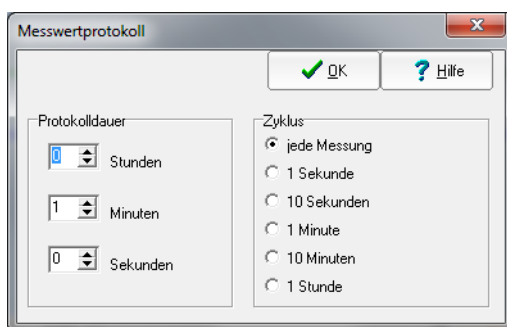 Messwertprotokoll
OK
Hilfe
Protokolldauer
0 Stunden
1 Minuten
0 Sekunden
Zyklus
jede Messung
1 Sekunde
10 Sekunden
1 Minute
10 Minuten
1 Stunde